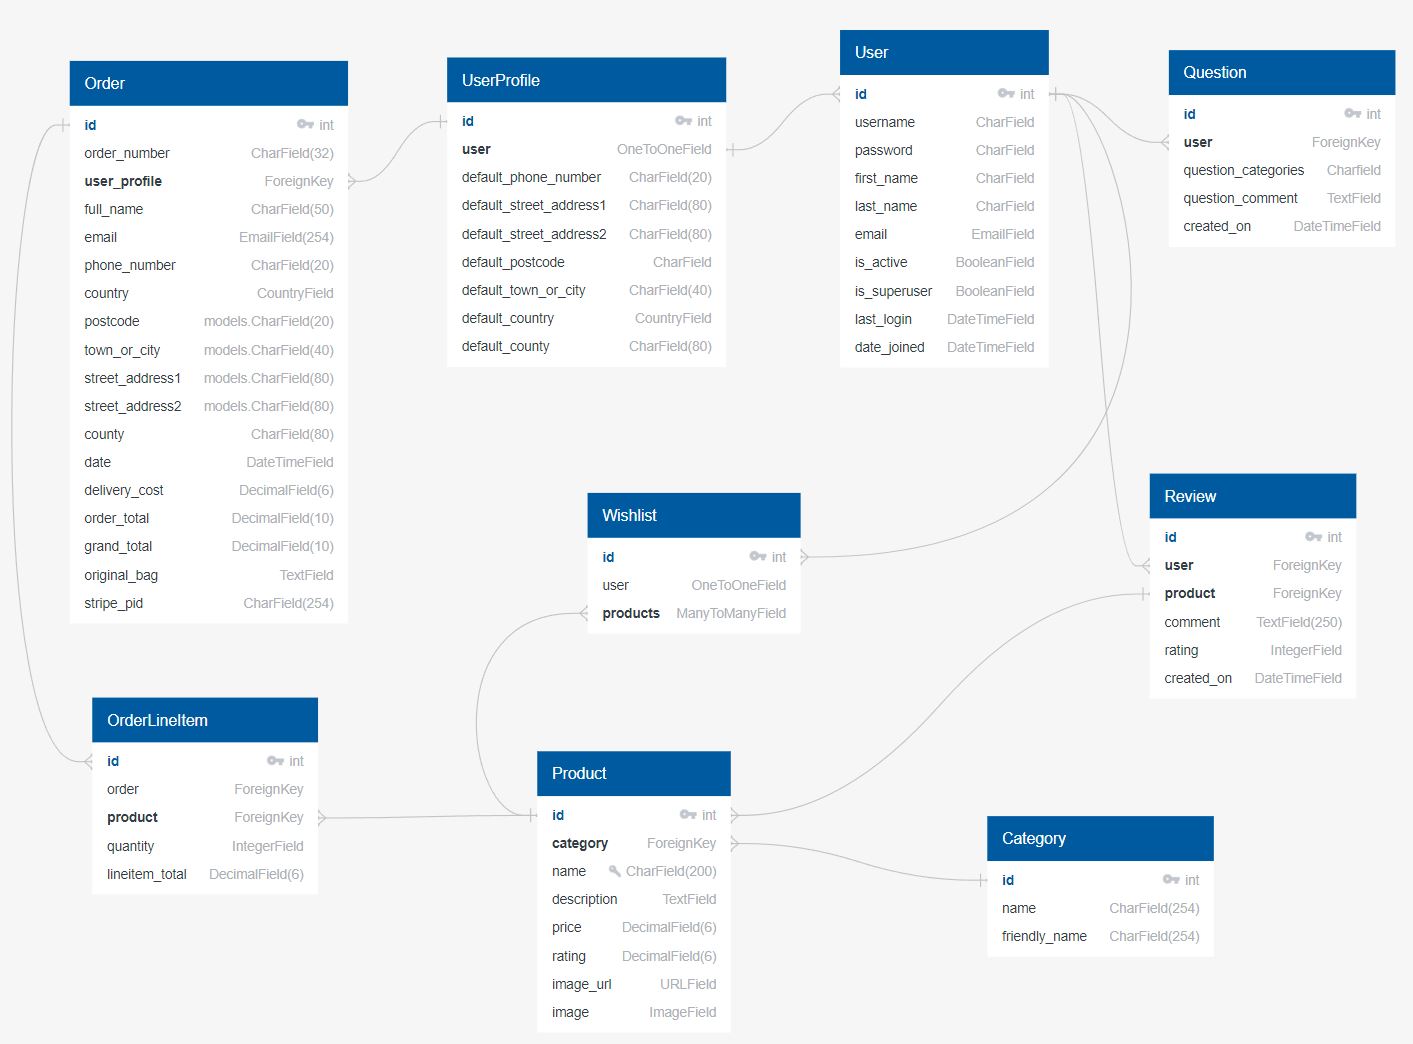 Order
id int
order_number CharField(32)
user_profile ForeignKey
full_name CharField(50)
email EmailField(254)
phone_number CharField(20)
country CountryField
postcode models.CharField(20)
town_or_city models.CharField(40)
street_address1 models.CharField(80)
street_address2 models.CharField(80)
county CharField(80)
date DateTimeField
delivery_cost DecimalField(6)
order_total DecimalField(10)
grand_total DecimalField(10)
original_bag TextField
stripe_pid CharField(254)
UserProfile
id int
user OneToOneField
default_phone_number CharField(20)
default_street_address1 CharField(80)
default_street_address2 CharField(80)
default_postcode CharField
default_town_or_city CharField(40)
default_country CountryField
default_county CharField(80)
User
id int
username CharField
password CharField
first_name CharField
last_name CharField
email EmailField
is_active BooleanField
is_superuser BooleanField
last_login DateTimeField
date_joined DateTimeField
Question
id int
user ForeignKey
question_categories Charfield
question_comment TextField
created_on DateTimeField
Wishlist
id int
user OneToOneField
products ManyToManyField
Review
id int
user ForeignKey
product ForeignKey
comment TextField(250)
rating IntegerField
created_on DateTimeField
OrderLineItem
id int
order ForeignKey
product ForeignKey
quantity IntegerField
lineitem_total DecimalField(6)
Product
id int
category ForeignKey
name CharField(200)
description TextField
price DecimalField(6)
rating DecimalField(6)
image_url URLField
image ImageField
Category
id int
name CharField(254)
friendly_name CharField(254)